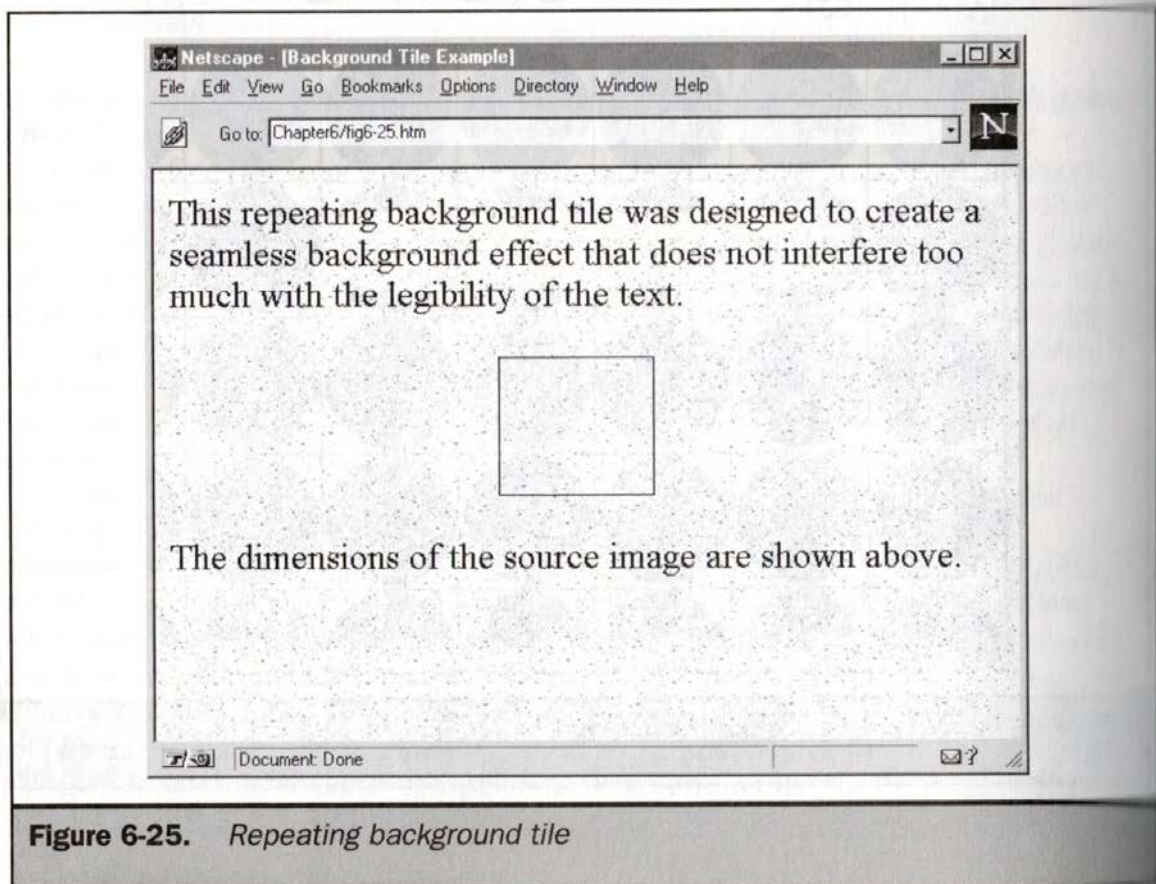 Netscape - [Background Tile Example]
File Edit View Go Bookmarks Options Directory Window Help
Go to: Chapter6/fig6-25.htm
N
This repeating background tile was designed to create a
seamless background effect that does not interfere too
much with the legibility of the text.
The dimensions of the source image are shown above.
Document: Done
?
Figure 6-25. Repeating background tile